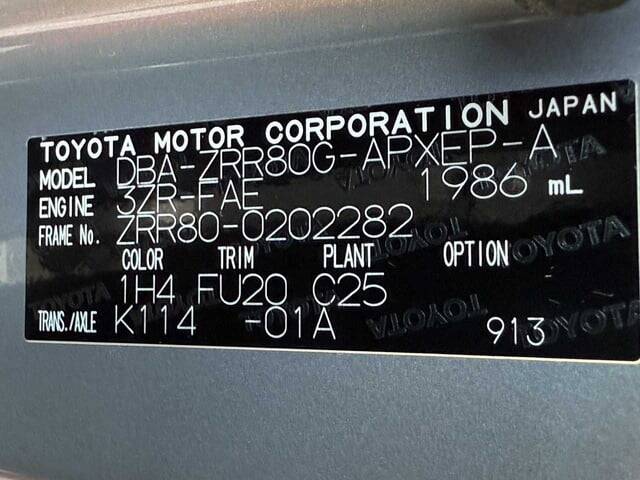 TOYOTA MOTOR CORPORATION JAPAN
MODEL DBA-ZRR80G-APXEP-A
ENGINE 3ZR-FAE 1986 mL
FRAME No. ZRR80-0202282
COLOR TRIM PLANT OPTION
1H4 FU20 C25
TRANS./AXLE K114 -01A 913